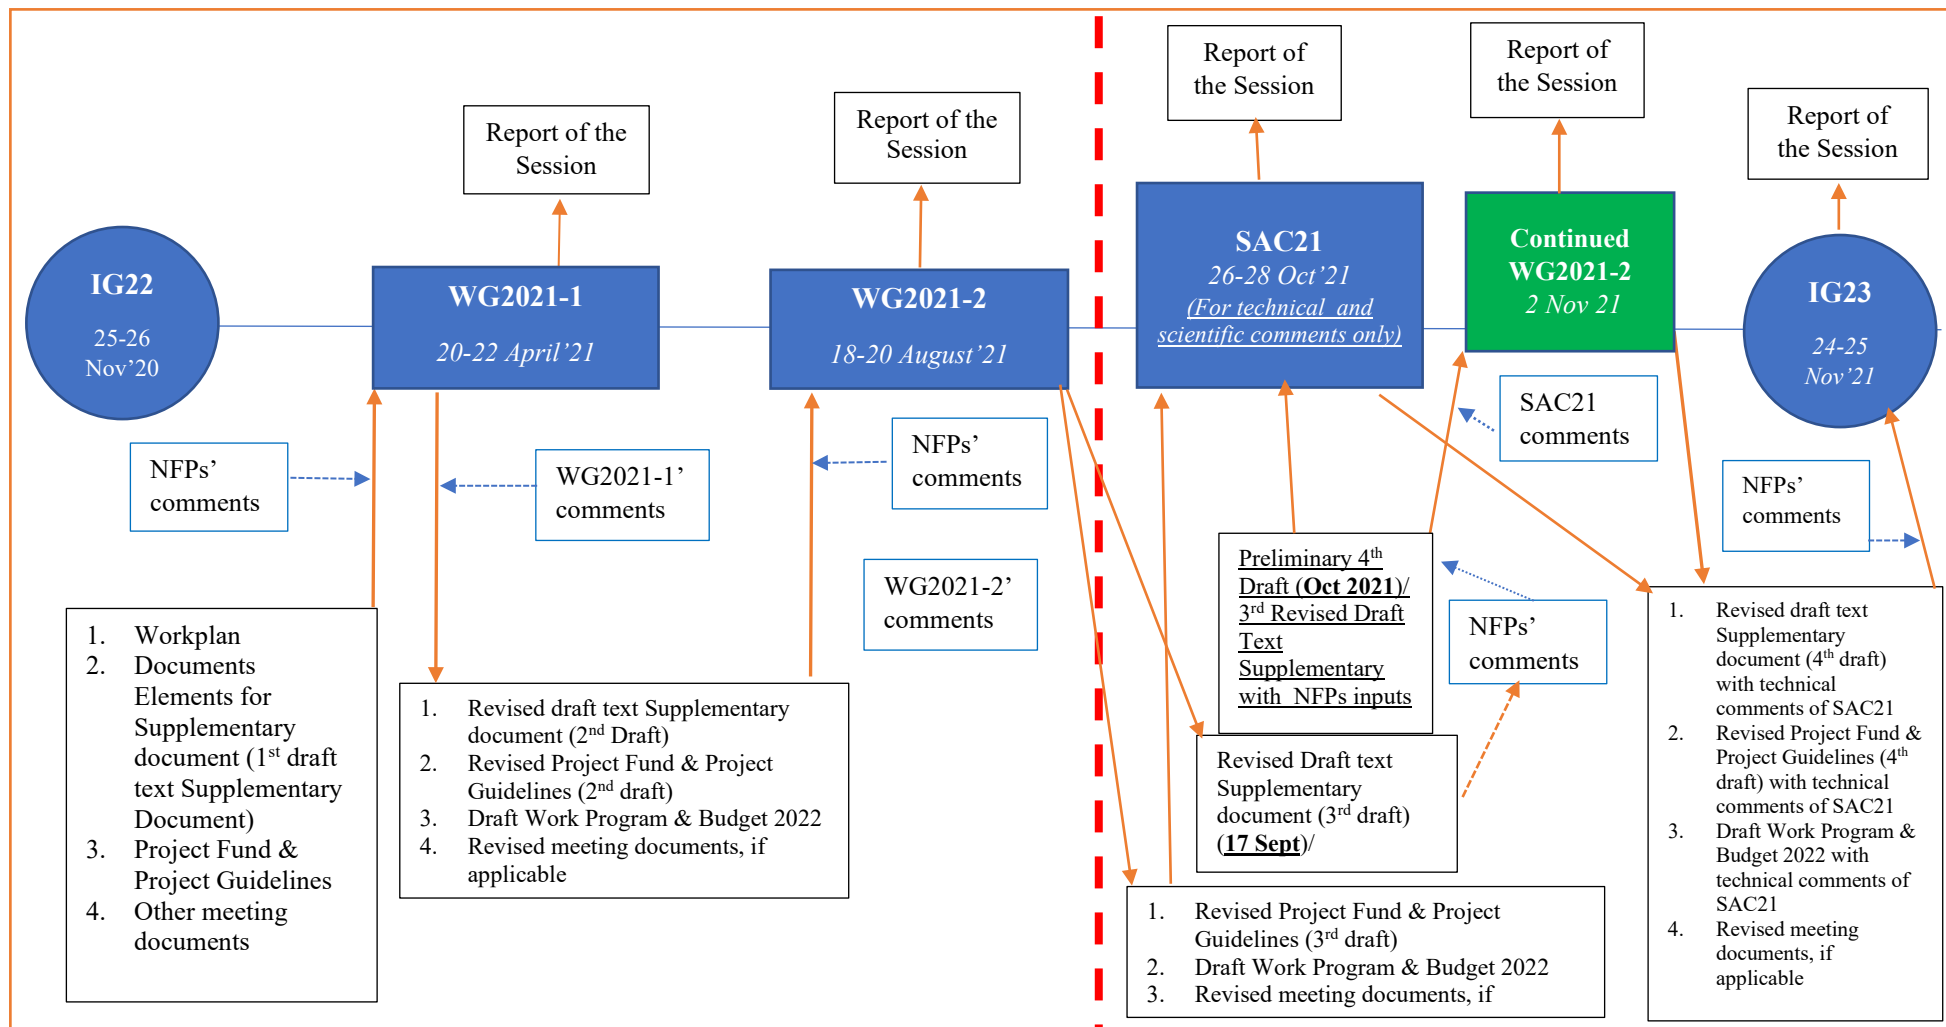 Report of the
Session
Report of the
Session
Report of
the Session
Report of
the Session
Report of
the Session
IG22
25-26
Nov’20
WG2021-1
20-22 April’21
WG2021-2
18-20 August’21
SAC21
26-28 Oct’21
(For technical and
scientific comments only)
Continued
WG2021-2
2 Nov 21
IG23
24-25
Nov’21
NFPs’
comments
WG2021-1’
comments
NFPs’
comments
WG2021-2’
comments
SAC21
comments
NFPs’
comments
NFPs’
comments
1. Workplan
2. Documents
Elements for
Supplementary
document (1st draft
text Supplementary
Document)
3. Project Fund &
Project Guidelines
4. Other meeting
documents
1. Revised draft text Supplementary
document (2nd Draft)
2. Revised Project Fund & Project
Guidelines (2nd draft)
3. Draft Work Program & Budget 2022
4. Revised meeting documents, if
applicable
Preliminary 4th
Draft (Oct 2021)/
3rd Revised Draft
Text
Supplementary
with NFPs inputs
Revised Draft text
Supplementary
document (3rd draft)
(17 Sept)/
1. Revised Project Fund & Project
Guidelines (3rd draft)
2. Draft Work Program & Budget 2022
3. Revised meeting documents, if
1. Revised draft text
Supplementary
document (4th draft)
with technical
comments of SAC21
2. Revised Project Fund &
Project Guidelines (4th
draft) with technical
comments of SAC21
3. Draft Work Program &
Budget 2022 with
technical comments of
SAC21
4. Revised meeting
documents, if
applicable